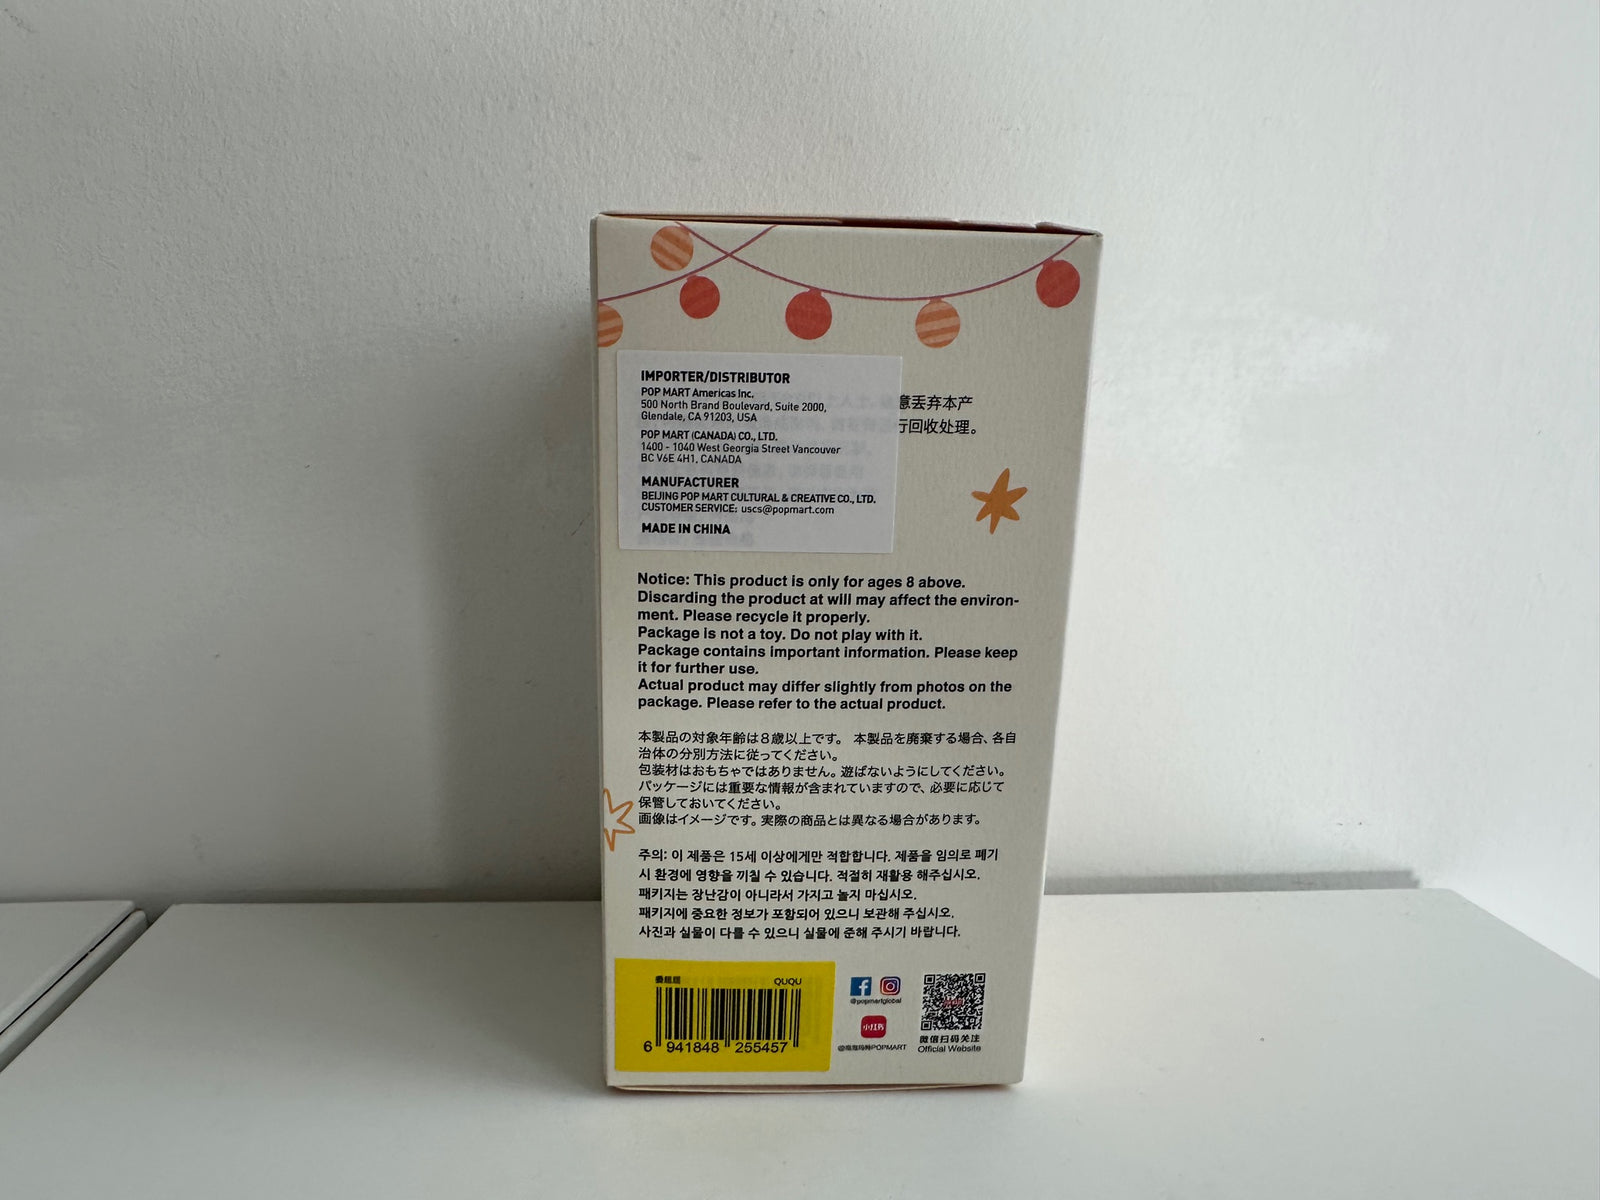 意丢弃本产
行回收处理。
IMPORTER/DISTRIBUTOR
POP MART Americas Inc.
500 North Brand Boulevard, Suite 2000,
Glendale, CA 91203, USA
POP MART (CANADA) CO., LTD.
1400 - 1040 West Georgia Street Vancouver
BC V6E 4H1, CANADA
MANUFACTURER
BEIJING POP MART CULTURAL & CREATIVE CO., LTD.
CUSTOMER SERVICE: uscs@popmart.com
MADE IN CHINA
Notice: This product is only for ages 8 above.
Discarding the product at will may affect the environ-
ment. Please recycle it properly.
Package is not a toy. Do not play with it.
Package contains important information. Please keep
it for further use.
Actual product may differ slightly from photos on the
package. Please refer to the actual product.
本製品の対象年齢は8歳以上です。 本製品を廃棄する場合、各自
治体の分別方法に従ってください。
包装材はおもちゃではありません。遊ばないようにしてください。
パッケージには重要な情報が含まれていますので、必要に応じて
保管しておいてください。
画像はイメージです。実際の商品とは異なる場合があります。
주의: 이 제품은 15세 이상에게만 적합합니다. 제품을 임의로 폐기
시 환경에 영향을 끼칠 수 있습니다. 적절히 재활용 해주십시오.
패키지는 장난감이 아니라서 가지고 놀지 마십시오.
패키지에 중요한 정보가 포함되어 있으니 보관해 주십시오.
사진과 실물이 다를 수 있으니 실물에 준해 주시기 바랍니다.
QUQU
6 941848 255457
@popmartglobal
小红书
POPMART
微信扫码关注
Official Website